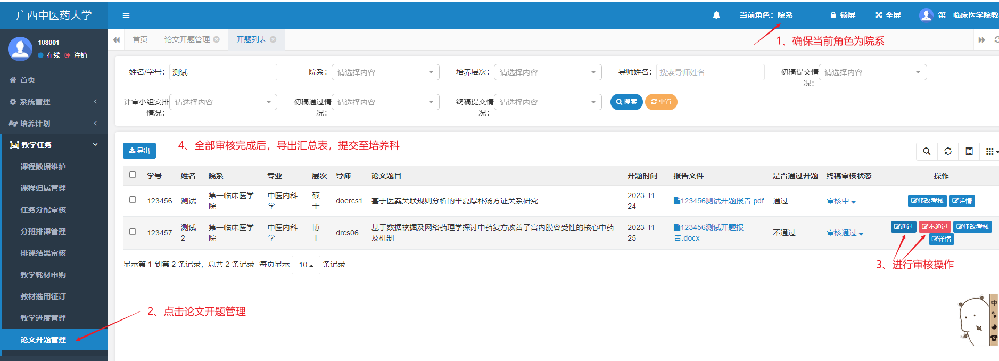 广西中医药大学
当前角色：院系
锁屏
全屏
第一临床医学院教
108001
在线
注销
首页
论文开题管理
开题列表
1、确保当前角色为院系
首页
系统管理
培养计划
教学任务
课程数据维护
课程归属管理
任务分配审核
分班排课管理
排课结果审核
教学耗材申购
教材选用征订
教学进度管理
论文开题管理
姓名/学号：
测试
院系：
请选择内容
培养层次：
请选择内容
导师姓名：
搜索导师姓名
初稿提交情
况：
请选择内容
评审小组安排
情况：
请选择内容
初稿通过情
况：
请选择内容
终稿提交情
况：
请选择内容
搜索
重置
导出
4、全部审核完成后，导出汇总表，提交至培养科
学号 姓名 院系 专业 层次 导师 论文题目 开题时间 报告文件 是否通过开题 终稿审核状态 操作
123456 测试 第一临床医学
院 中医内科
学 硕
士 doercs1 基于医案关联规则分析的半夏厚朴汤方证关系研究 2023-11-
24 123456测试开题报告.pdf 通过 审核中 修改考核 详情
123457 测试
2 第一临床医学
院 中医内科
学 博
士 drcs06 基于数据挖掘及网络药理学探讨中药复方改善子宫内膜容受性的核心中药
及机制 2023-11-
25 123456测试开题报
告.docx 不通过 审核通过 通过 不通过 修改考核
详情
显示第 1 到第 2 条记录，总共 2 条记录 每页显示 10 条记录
3、进行审核操作
2、点击论文开题管理
中